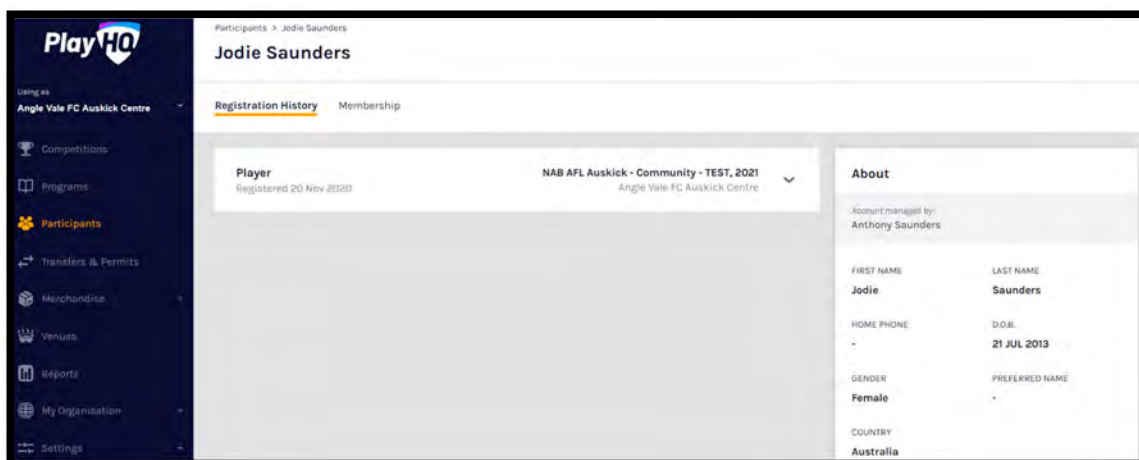 PlayHQ
Using as
Angle Vale FC Auskick Centre
Competitions
Programs
Participants
Transfers & Permits
Merchandise
Venues
Reports
My Organisation
Settings
Participants > Jodie Saunders
Jodie Saunders
Registration History Membership
Player NAB AFL Auskick - Community - TEST, 2021
Registered 20 Nov 2020 Angle Vale FC Auskick Centre
About
Account managed by:
Anthony Saunders
FIRST NAME LAST NAME
Jodie Saunders
HOME PHONE D.O.B.
- 21 JUL 2013
GENDER PREFERRED NAME
Female -
COUNTRY
Australia